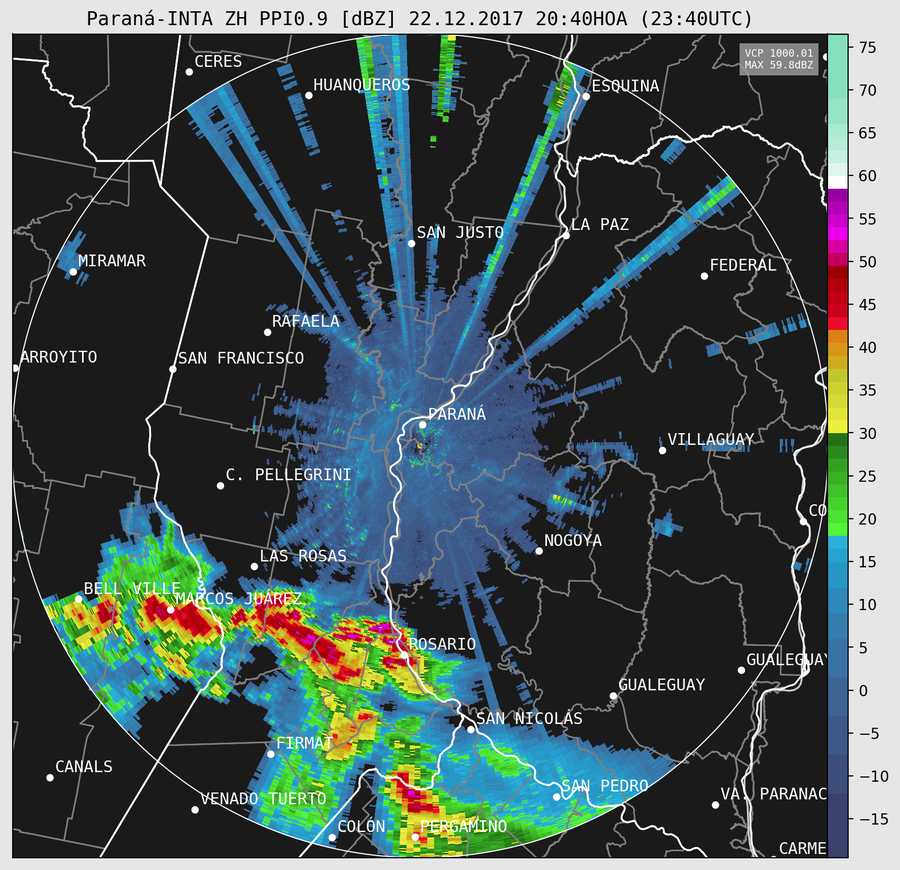 Paraná-INTA ZH PPI0.9 [dBZ] 22.12.2017 20:40HOA (23:40UTC)
VCP 1000.01
MAX 59.8dBZ
CERES
HUANQUEROS
ESQUINA
SAN JUSTO
LA PAZ
MIRAMAR
FEDERAL
RAFAELA
ARROYITO
SAN FRANCISCO
PARANÁ
VILLAGUAY
C. PELLEGRINI
CO
NOGOYA
LAS ROSAS
BELL VILLE
MARCOS JUÁREZ
ROSARIO
GUALEGUAY
GUALEGUAY
SAN NICOLÁS
FIRMAT
CANALS
SAN PEDRO
VENADO TUERTO
VA. PARANAC
COLÓN
PERGAMINO
CARME
75
70
65
60
55
50
45
40
35
30
25
20
15
10
5
0
−5
−10
−15